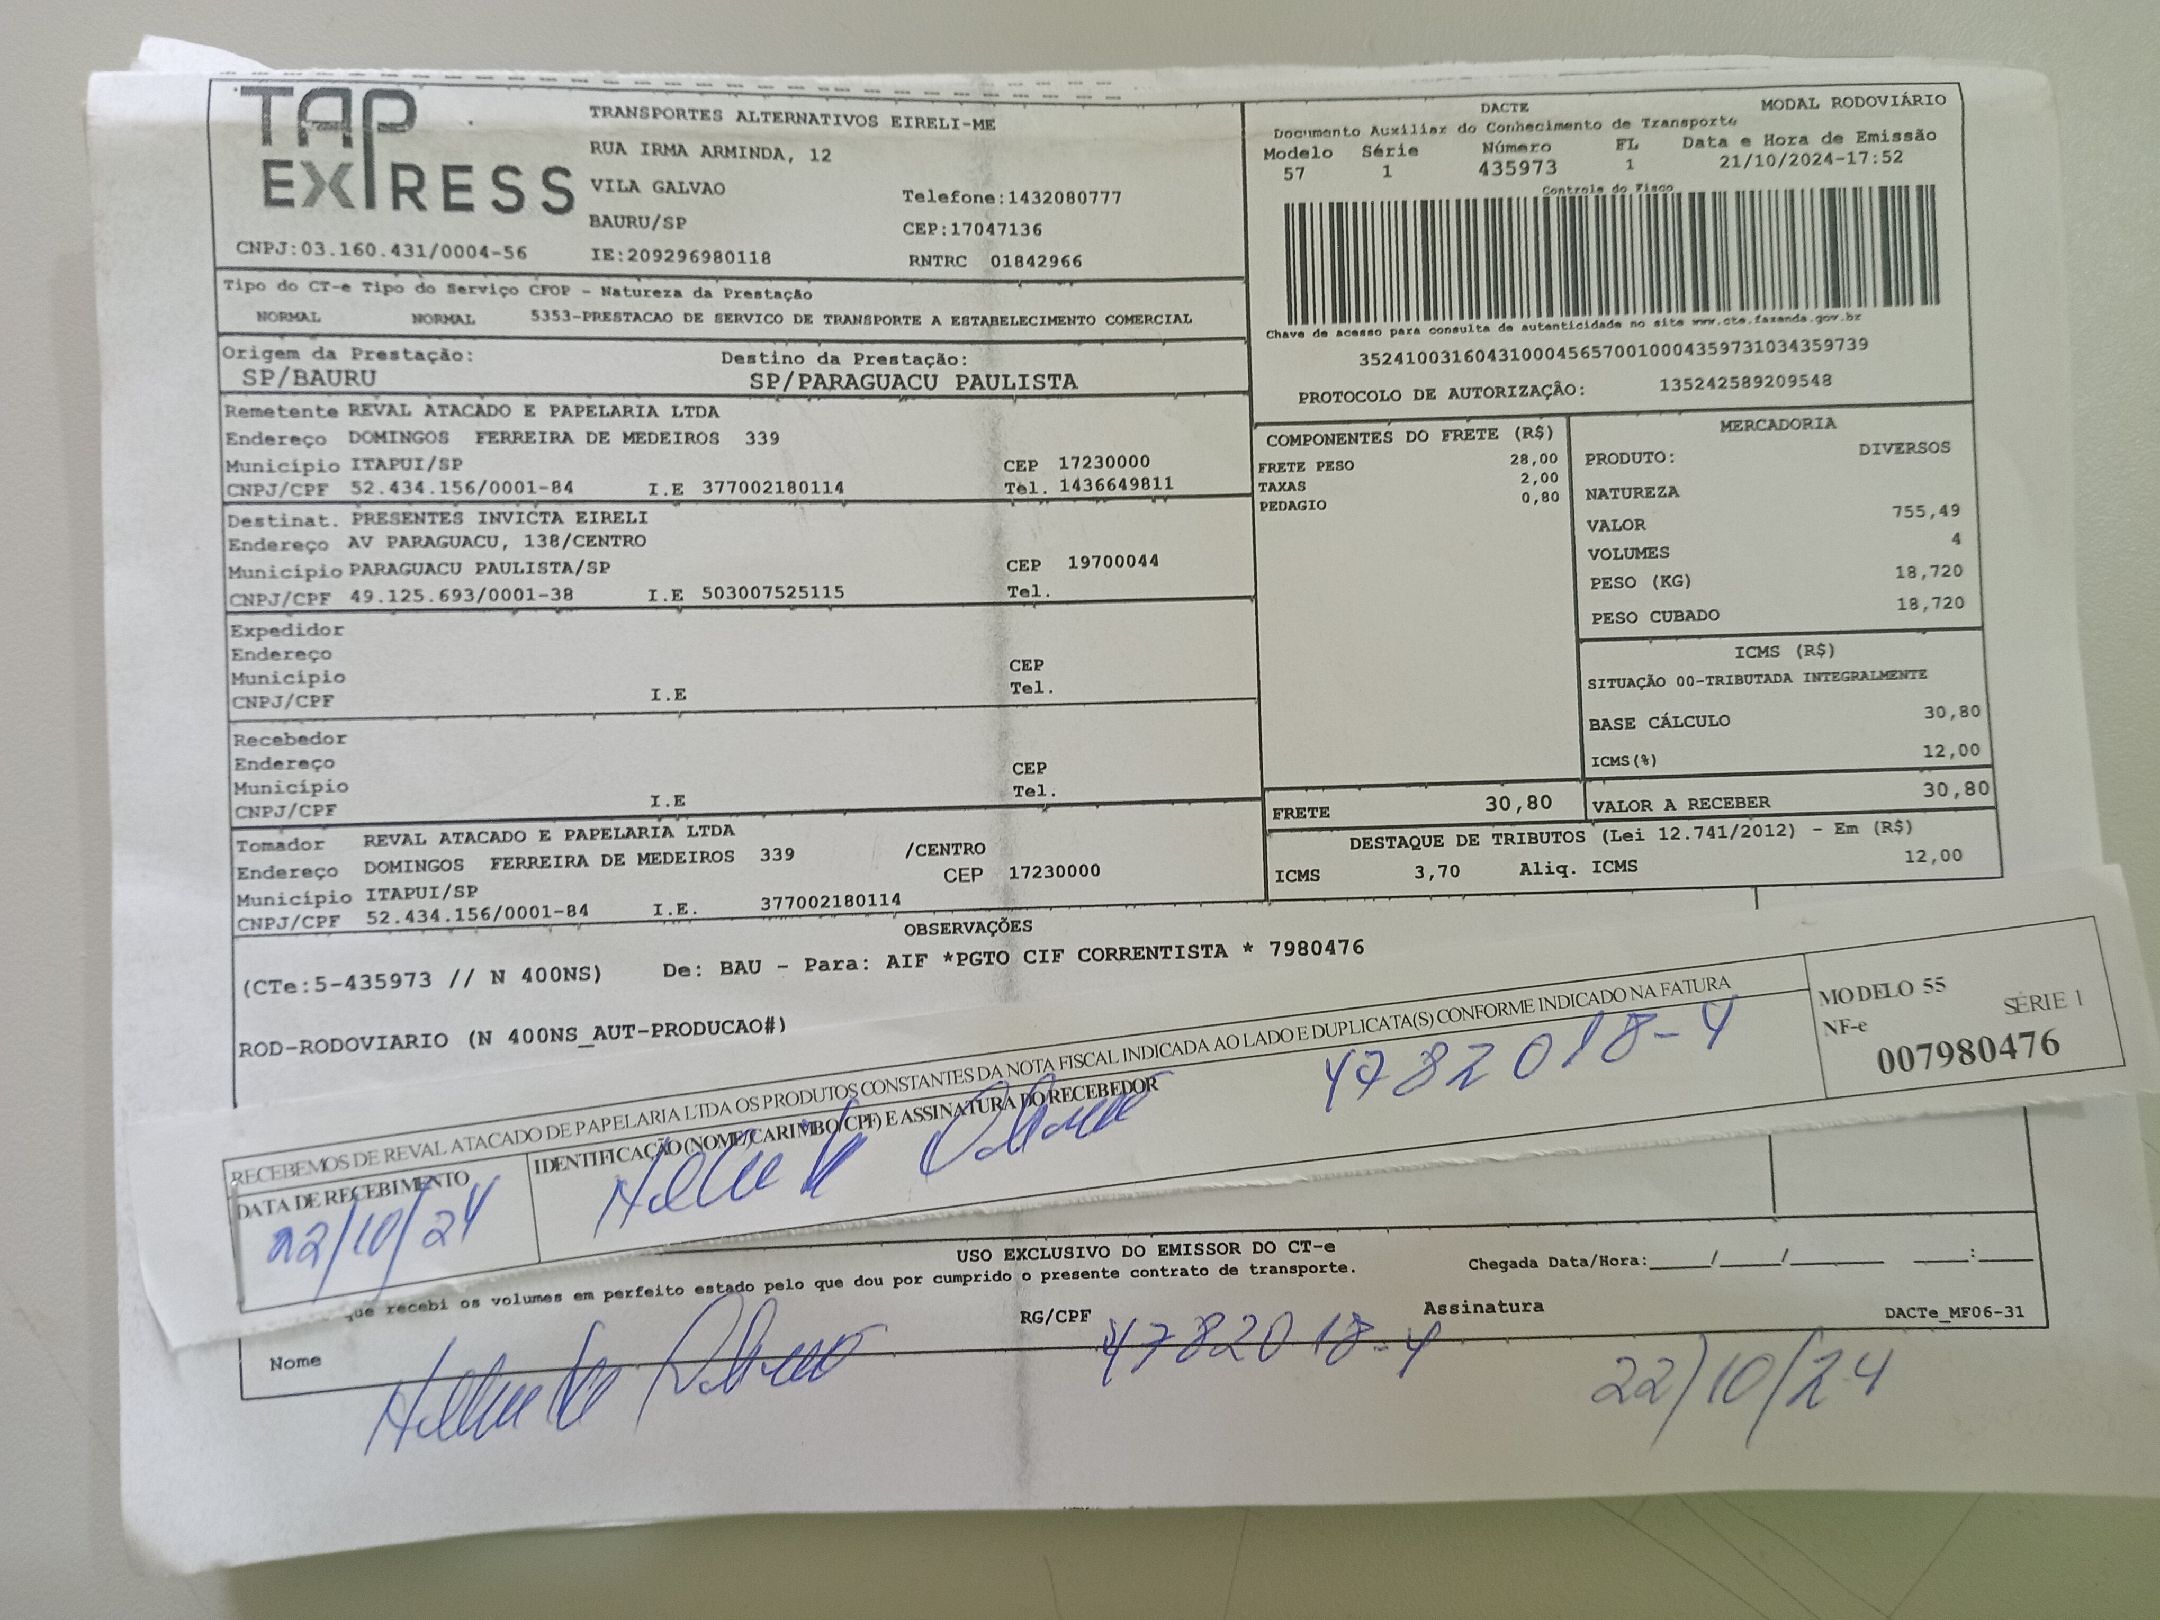 TAP EXPRESS
TRANSPORTES ALTERNATIVOS EIRELI-ME
RUA IRMA ARMINDA, 12
VILA GALVAO Telefone:1432080777
BAURU/SP CEP:17047136
CNPJ:03.160.431/0004-56 IE:209296980118 RNTRC 01842966
DACTE MODAL RODOVIÁRIO
Documento Auxiliar do Conhecimento de Transporte
Modelo Série Número FL Data e Hora de Emissão
57 1 435973 1 21/10/2024-17:52
Controle do Fisco
Chave de acesso para consulta de autenticidade no site www.cte.fazenda.gov.br
35241003160431000456570010004359731034359739
PROTOCOLO DE AUTORIZAÇÃO: 135242589209548
Tipo do CT-e Tipo do Serviço CFOP - Natureza da Prestação
NORMAL NORMAL 5353-PRESTACAO DE SERVICO DE TRANSPORTE A ESTABELECIMENTO COMERCIAL
Origem da Prestação: Destino da Prestação:
SP/BAURU SP/PARAGUACU PAULISTA
Remetente REVAL ATACADO E PAPELARIA LTDA
Endereço DOMINGOS FERREIRA DE MEDEIROS 339
Município ITAPUI/SP CEP 17230000
CNPJ/CPF 52.434.156/0001-84 I.E 377002180114 Tel. 1436649811
Destinat. PRESENTES INVICTA EIRELI
Endereço AV PARAGUACU, 138/CENTRO
Município PARAGUACU PAULISTA/SP CEP 19700044
CNPJ/CPF 49.125.693/0001-38 I.E 503007525115 Tel.
Expedidor
Endereço
Município CEP
CNPJ/CPF I.E Tel.
Recebedor
Endereço
Município CEP
CNPJ/CPF I.E Tel.
Tomador REVAL ATACADO E PAPELARIA LTDA
Endereço DOMINGOS FERREIRA DE MEDEIROS 339 /CENTRO
Município ITAPUI/SP CEP 17230000
CNPJ/CPF 52.434.156/0001-84 I.E. 377002180114
COMPONENTES DO FRETE (R$)
FRETE PESO 28,00
TAXAS 2,00
PEDAGIO 0,80
MERCADORIA
PRODUTO: DIVERSOS
NATUREZA
VALOR 755,49
VOLUMES 4
PESO (KG) 18,720
PESO CUBADO 18,720
ICMS (R$)
SITUAÇÃO 00-TRIBUTADA INTEGRALMENTE
BASE CÁLCULO 30,80
ICMS(%) 12,00
FRETE 30,80 VALOR A RECEBER 30,80
DESTAQUE DE TRIBUTOS (Lei 12.741/2012) - Em (R$)
ICMS 3,70 Aliq. ICMS 12,00
OBSERVAÇÕES
(CTe:5-435973 // N 400NS) De: BAU - Para: AIF *PGTO CIF CORRENTISTA * 7980476
ROD-RODOVIARIO (N 400NS_AUT-PRODUCAO#)
RECEBEMOS DE REVAL ATACADO DE PAPELARIA LTDA OS PRODUTOS CONSTANTES DA NOTA FISCAL INDICADA AO LADO E DUPLICATA(S) CONFORME INDICADO NA FATURA
DATA DE RECEBIMENTO IDENTIFICAÇÃO (NOME/CARIMBO/CPF) E ASSINATURA DO RECEBEDOR
22/10/24 4782018-4
MODELO 55 SÉRIE 1
NF-e
007980476
USO EXCLUSIVO DO EMISSOR DO CT-e
que recebi os volumes em perfeito estado pelo que dou por cumprido o presente contrato de transporte. Chegada Data/Hora:_____/_____/________ _____:_____
Nome RG/CPF Assinatura DACTe_MF06-31
4782018-4 22/10/24